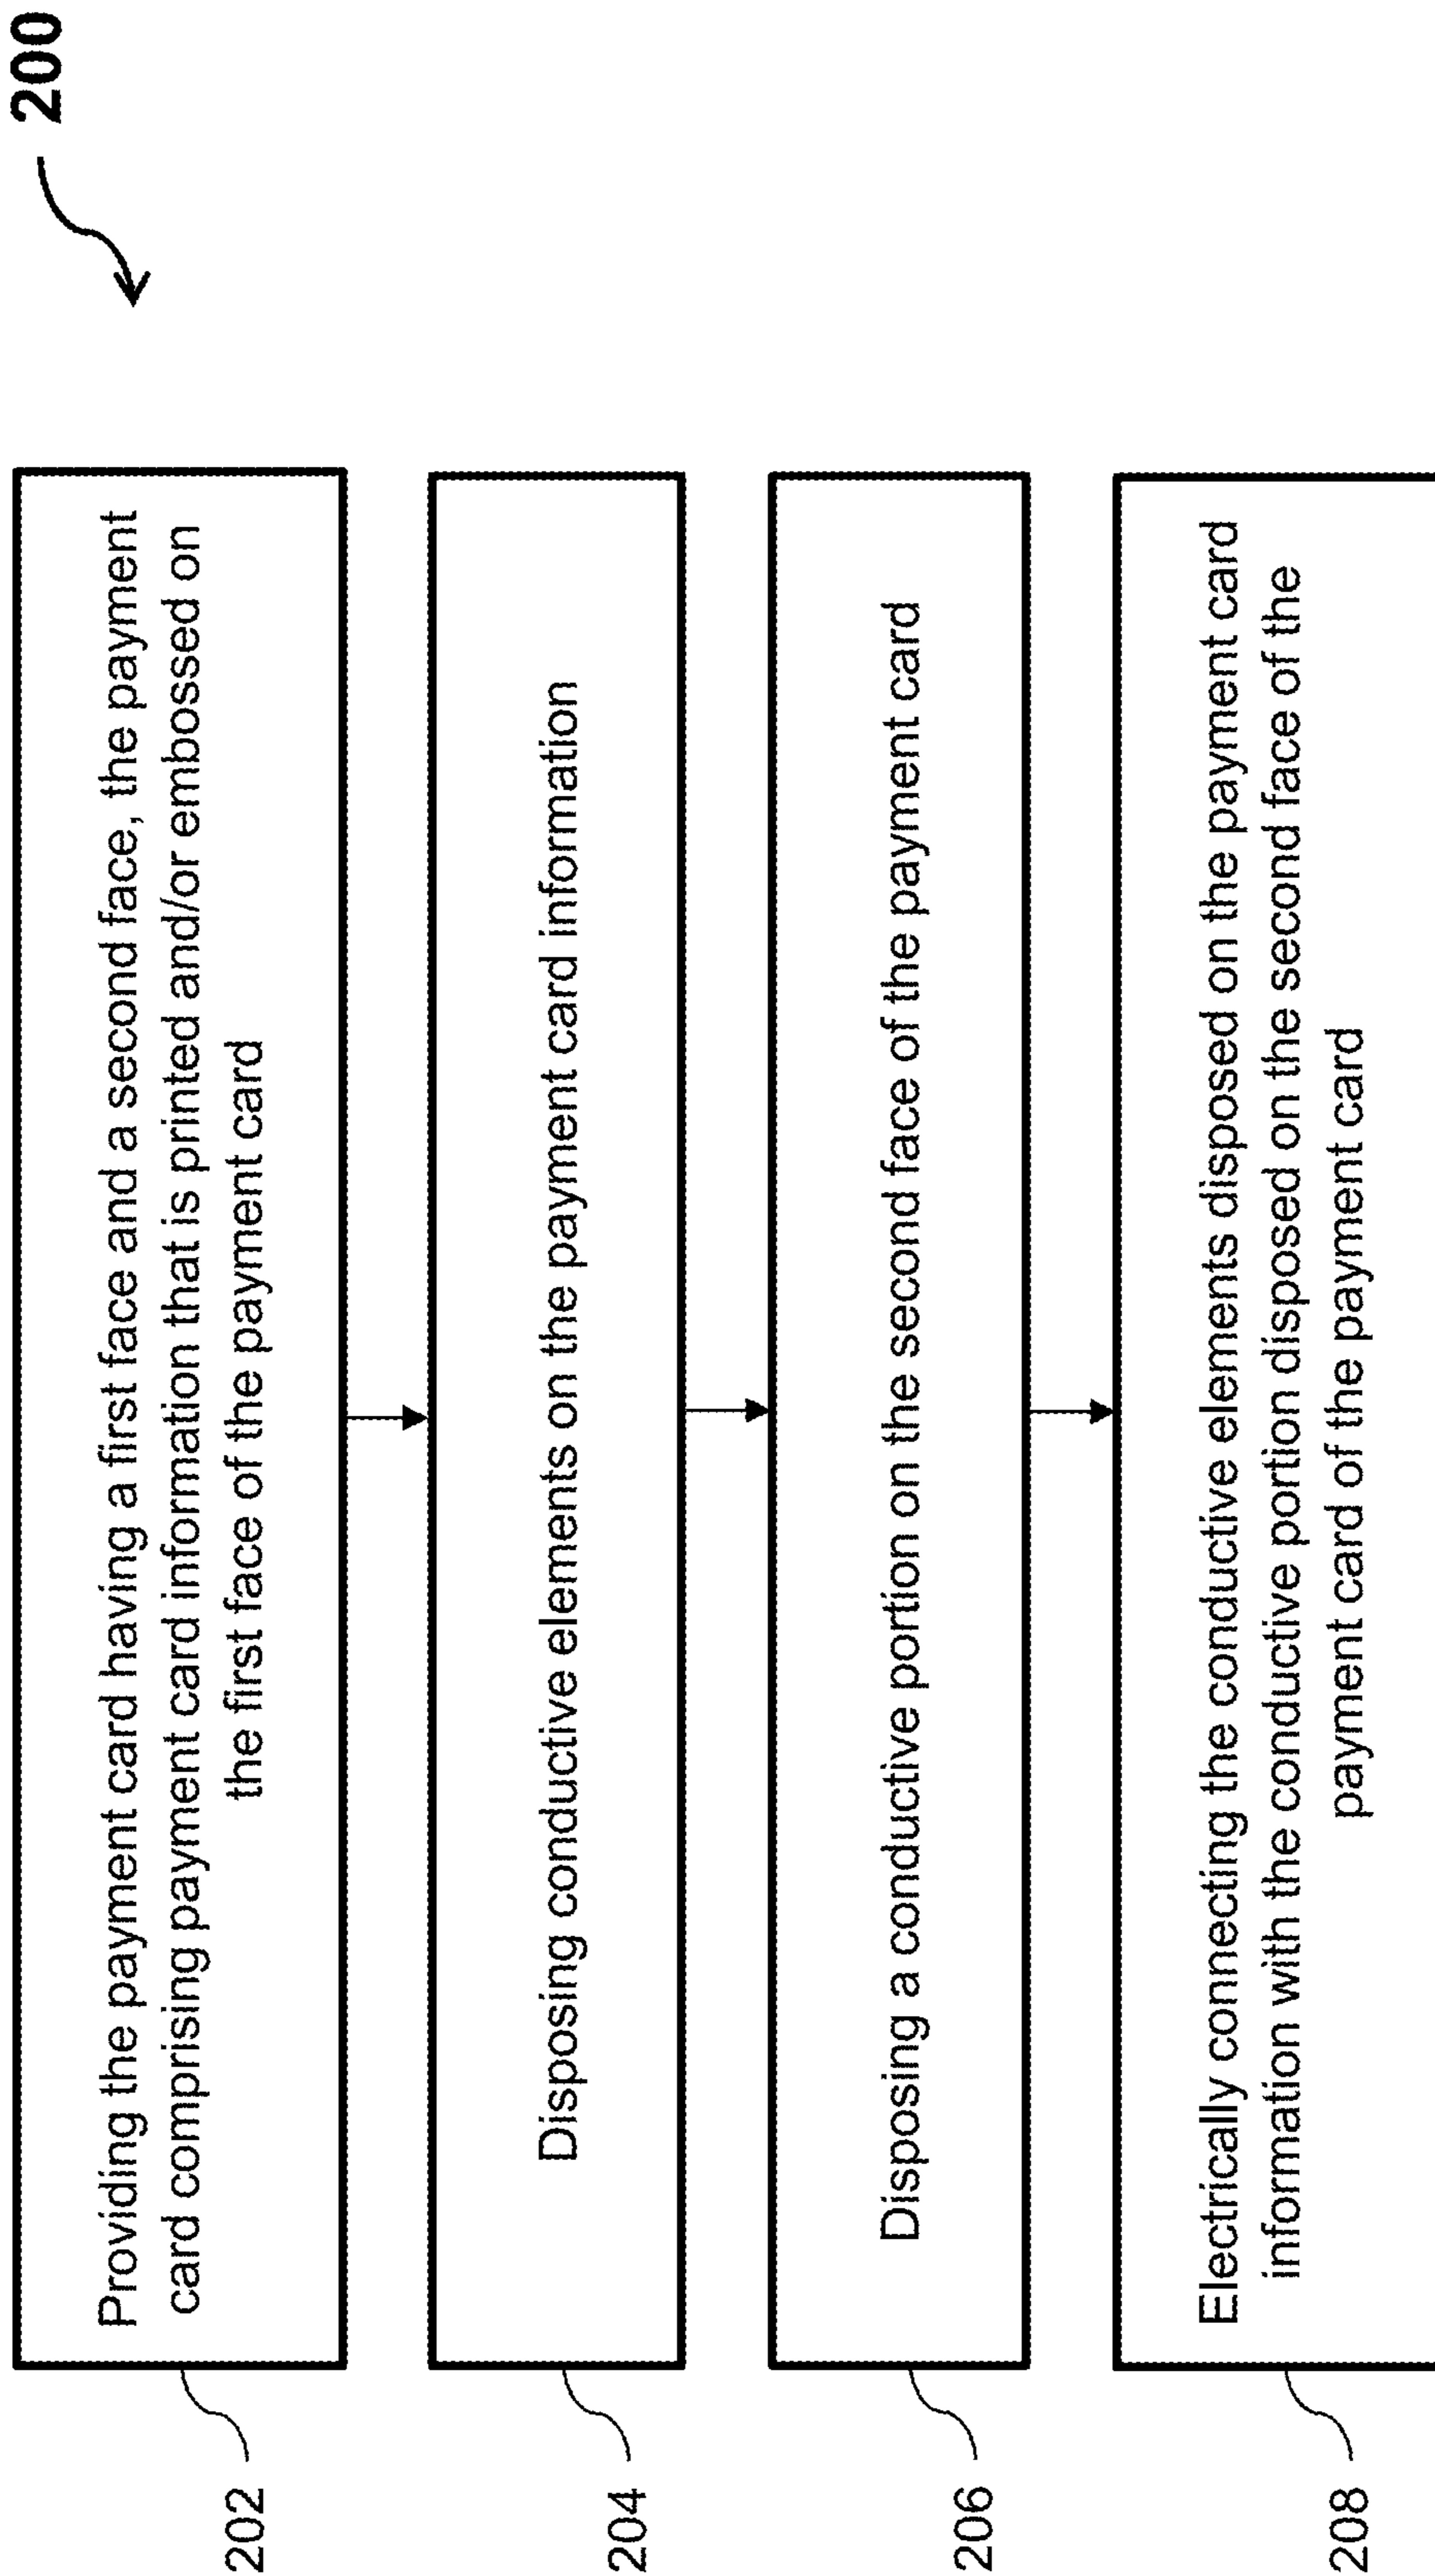 200
202
Providing the payment card having a first face and a second face, the payment
card comprising payment card information that is printed and/or embossed on
the first face of the payment card
204
Disposing conductive elements on the payment card information
206
Disposing a conductive portion on the second face of the payment card
208
Electrically connecting the conductive elements disposed on the payment card
information with the conductive portion disposed on the second face of the
payment card of the payment card